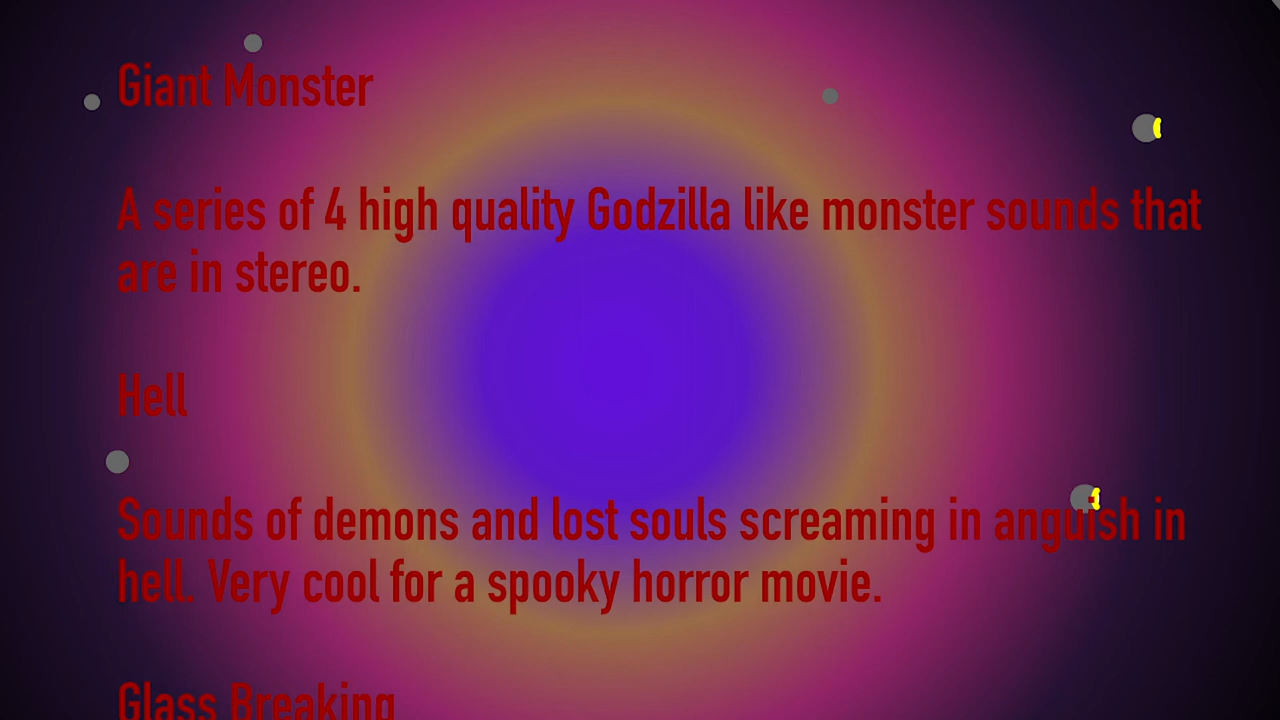 Giant Monster
A series of 4 high quality Godzilla like monster sounds that
are in stereo.
Hell
Sounds of demons and lost souls screaming in anguish in
hell. Very cool for a spooky horror movie.
Glass Breaking